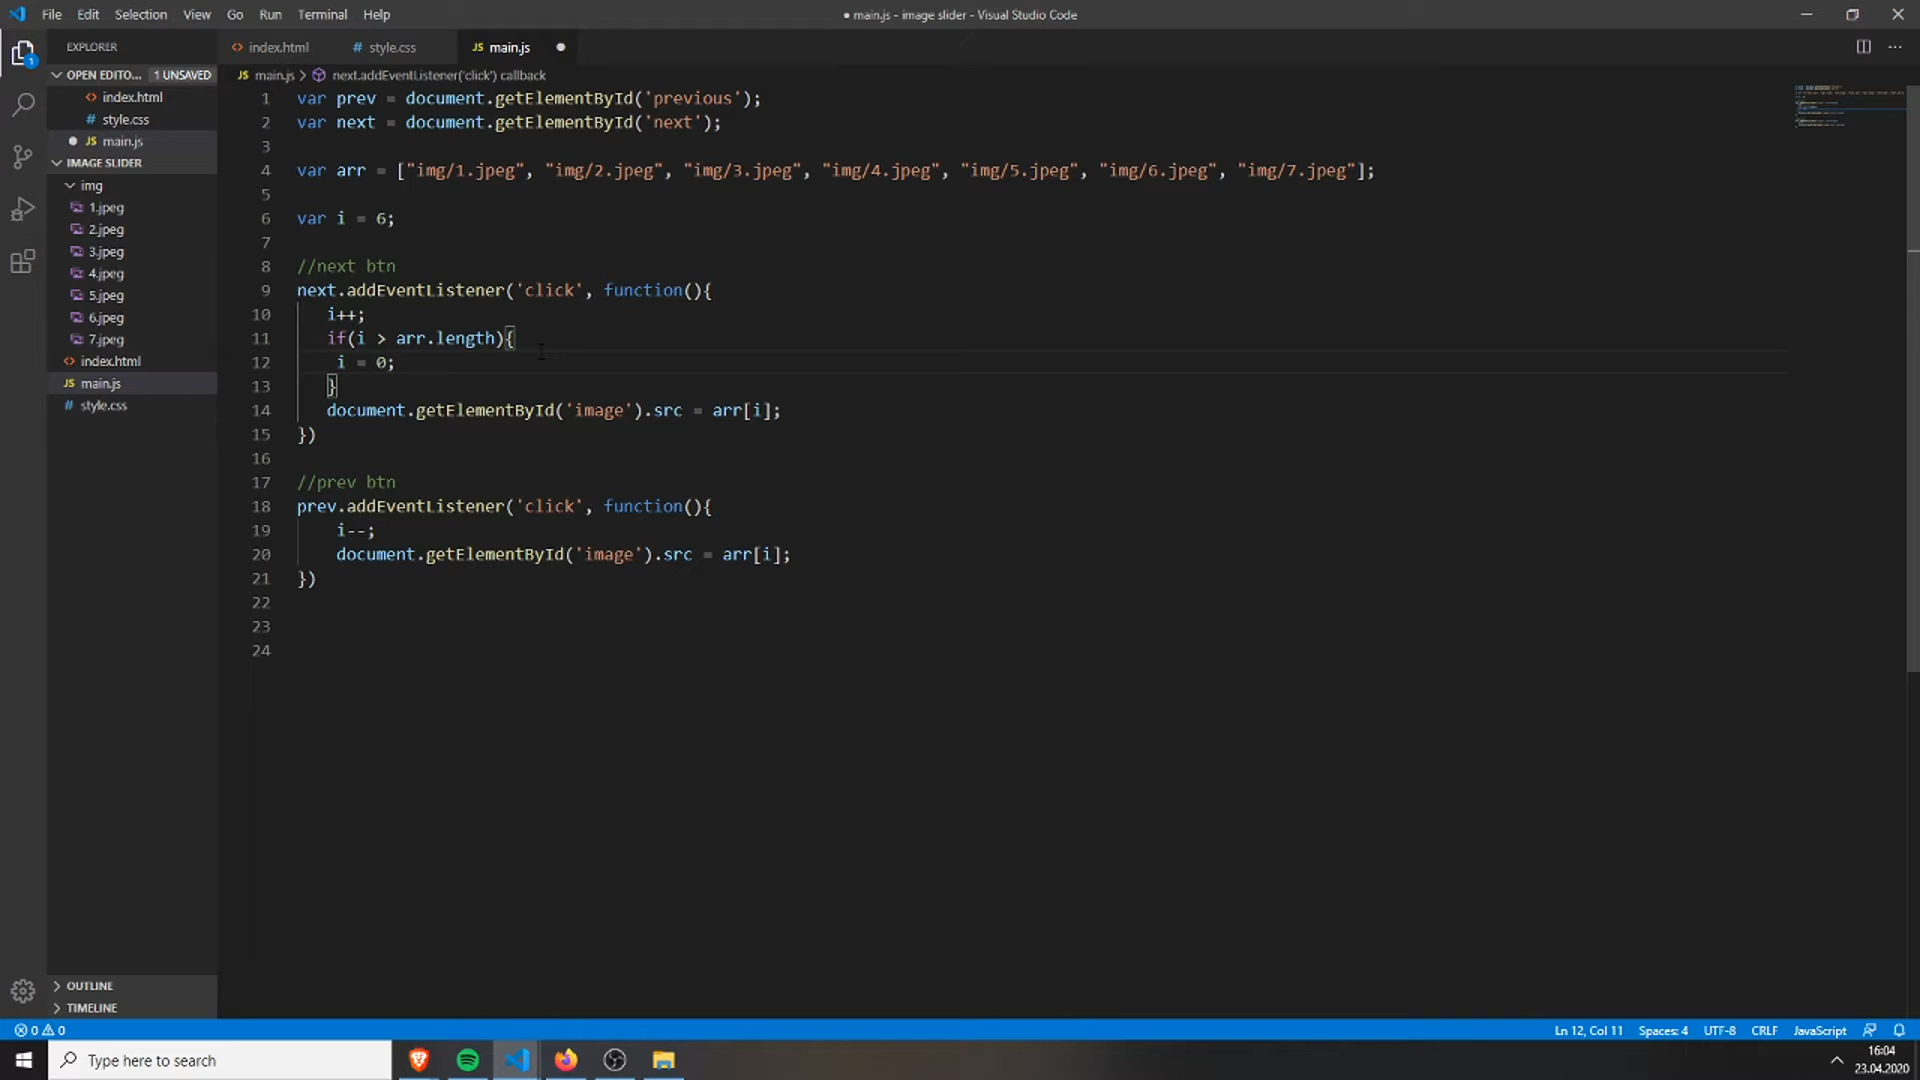 File Edit Selection View Go Run Terminal Help
● main.js - image slider - Visual Studio Code
EXPLORER
index.html
style.css
JS main.js
OPEN EDITO... 1 UNSAVED
index.html
style.css
JS main.js
IMAGE SLIDER
img
1.jpeg
2.jpeg
3.jpeg
4.jpeg
5.jpeg
6.jpeg
7.jpeg
index.html
JS main.js
style.css
OUTLINE
TIMELINE
1
JS main.js > next.addEventListener('click') callback
1 var prev = document.getElementById('previous');
2 var next = document.getElementById('next');
3
4 var arr = ["img/1.jpeg", "img/2.jpeg", "img/3.jpeg", "img/4.jpeg", "img/5.jpeg", "img/6.jpeg", "img/7.jpeg"];
5
6 var i = 6;
7
8 //next btn
9 next.addEventListener('click', function(){
10 i++;
11 if(i > arr.length){
12 i = 0;
13 }
14 document.getElementById('image').src = arr[i];
15 })
16
17 //prev btn
18 prev.addEventListener('click', function(){
19 i--;
20 document.getElementById('image').src = arr[i];
21 })
22
23
24
0 0
Ln 12, Col 11 Spaces: 4 UTF-8 CRLF JavaScript
Type here to search
16:04
23.04.2020